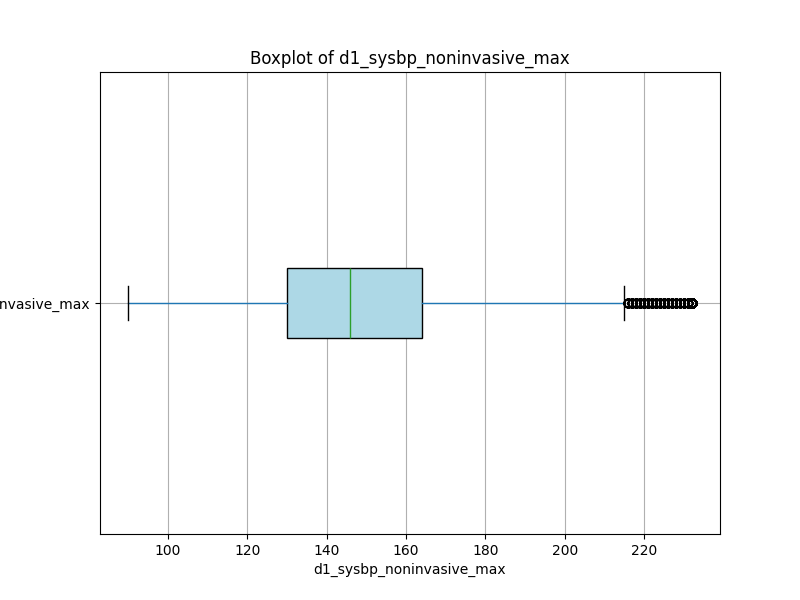 Boxplot of d1_sysbp_noninvasive_max
nvasive_max
100 120 140 160 180 200 220
d1_sysbp_noninvasive_max